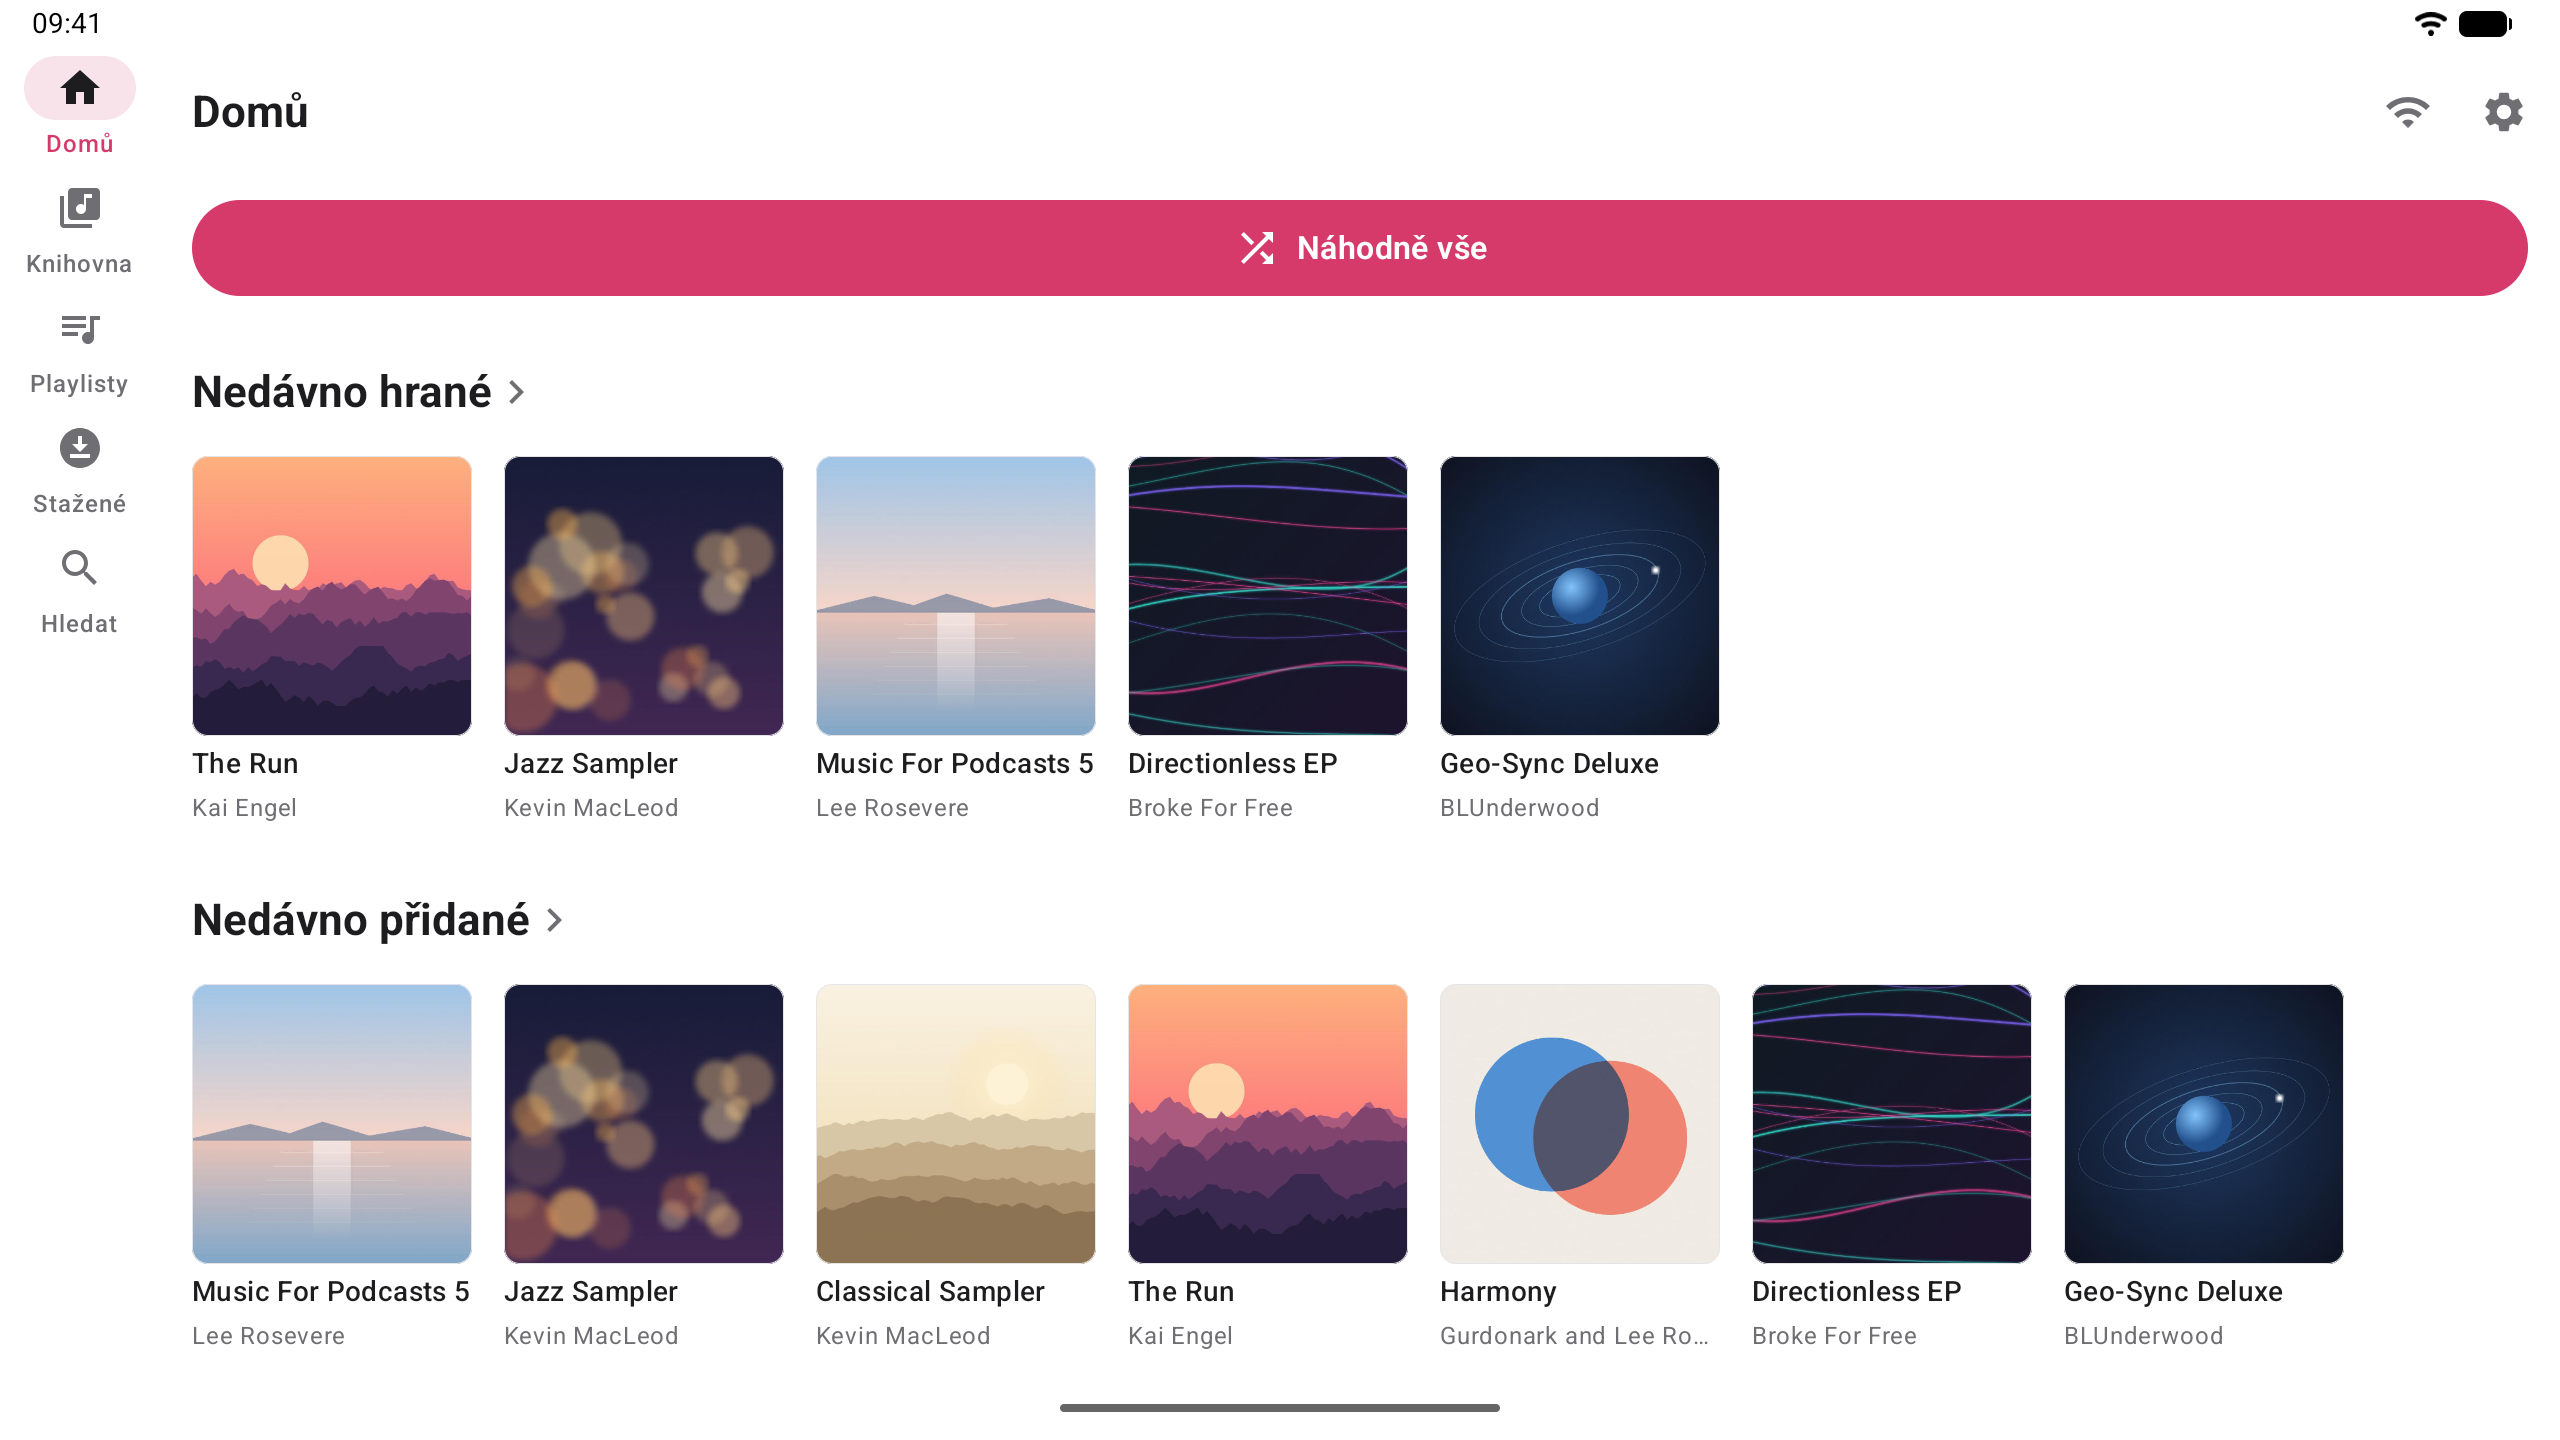 09:41
Domů
Knihovna
Playlisty
Stažené
Hledat
Domů
Náhodně vše
Nedávno hrané
The Run
Kai Engel
Jazz Sampler
Kevin MacLeod
Music For Podcasts 5
Lee Rosevere
Directionless EP
Broke For Free
Geo-Sync Deluxe
BLUnderwood
Nedávno přidané
Music For Podcasts 5
Lee Rosevere
Jazz Sampler
Kevin MacLeod
Classical Sampler
Kevin MacLeod
The Run
Kai Engel
Harmony
Gurdonark and Lee Ro…
Directionless EP
Broke For Free
Geo-Sync Deluxe
BLUnderwood